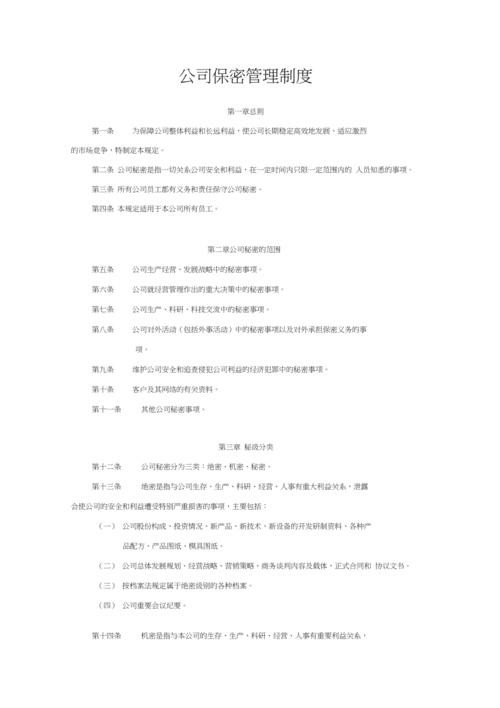 公司保密管理制度
第一章总则
第一条 为保障公司整体利益和长远利益，使公司长期稳定高效地发展、适应激烈
的市场竞争，特制定本规定。
第二条 公司秘密是指一切关系公司安全和利益，在一定时间内只限一定范围内的 人员知悉的事项。
第三条 所有公司员工都有义务和责任保守公司秘密。
第四条 本规定适用于本公司所有员工。
第二章公司秘密的范围
第五条 公司生产经营、发展战略中的秘密事项。
第六条 公司就经营管理作出的重大决策中的秘密事项。
第七条 公司生产、科研、科技交流中的秘密事项。
第八条 公司对外活动（包括外事活动）中的秘密事项以及对外承担保密义务的事
项。
第九条 维护公司安全和追查侵犯公司利益的经济犯罪中的秘密事项。
第十条 客户及其网络的有关资料。
第十一条 其他公司秘密事项。
第三章 秘级分类
第十二条 公司秘密分为三类：绝密、机密、秘密。
第十三条 绝密是指与公司生存、生产、科研、经营、人事有重大利益关系，泄露
会使公司的安全和利益遭受特别严重损害的事项，主要包括：
（一） 公司股份构成、投资情况、新产品、新技术、新设备的开发研制资料、各种产
品配方、产品图纸、模具图纸。
（二） 公司总体发展规划、经营战略、营销策略、商务谈判内容及载体，正式合同和 协议文书。
（三） 按档案法规定属于绝密级别的各种档案。
（四） 公司重要会议纪要。
第十四条 机密是指与本公司的生存、生产、科研、经营、人事有重要利益关系，